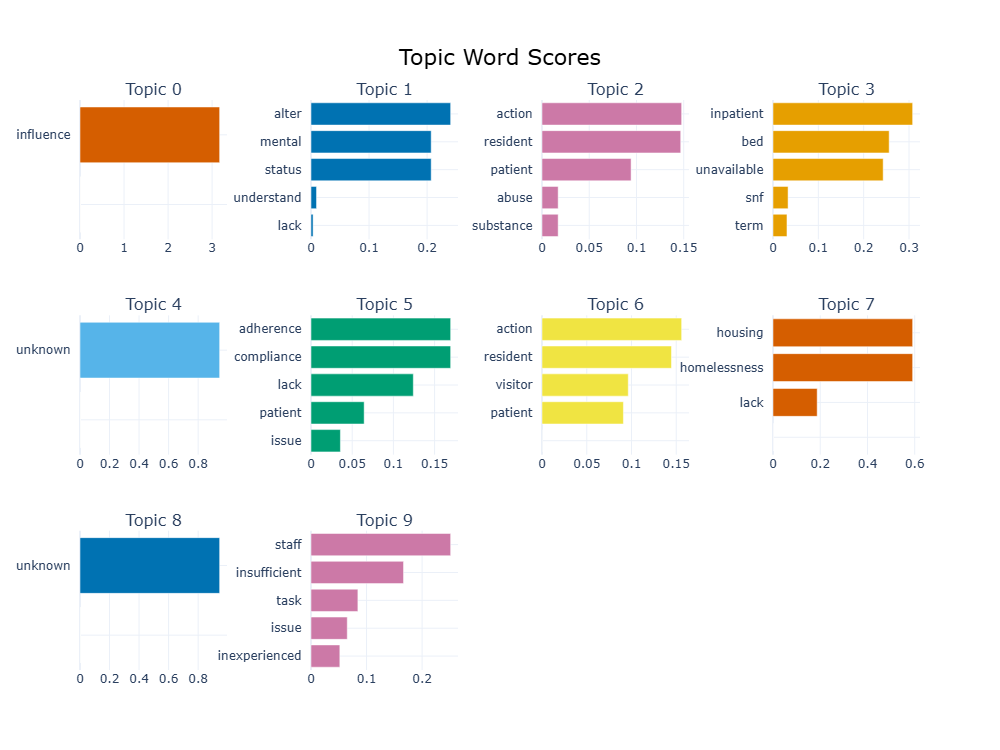 Topic Word Scores
Topic 0
influence
0 1 2 3
Topic 1
alter
mental
status
understand
lack
0 0.1 0.2
Topic 2
action
resident
patient
abuse
substance
0 0.05 0.1 0.15
Topic 3
inpatient
bed
unavailable
snf
term
0 0.1 0.2 0.3
Topic 4
unknown
0 0.2 0.4 0.6 0.8
Topic 5
adherence
compliance
lack
patient
issue
0 0.05 0.1 0.15
Topic 6
action
resident
visitor
patient
0 0.05 0.1 0.15
Topic 7
housing
homelessness
lack
0 0.2 0.4 0.6
Topic 8
unknown
0 0.2 0.4 0.6 0.8
Topic 9
staff
insufficient
task
issue
inexperienced
0 0.1 0.2